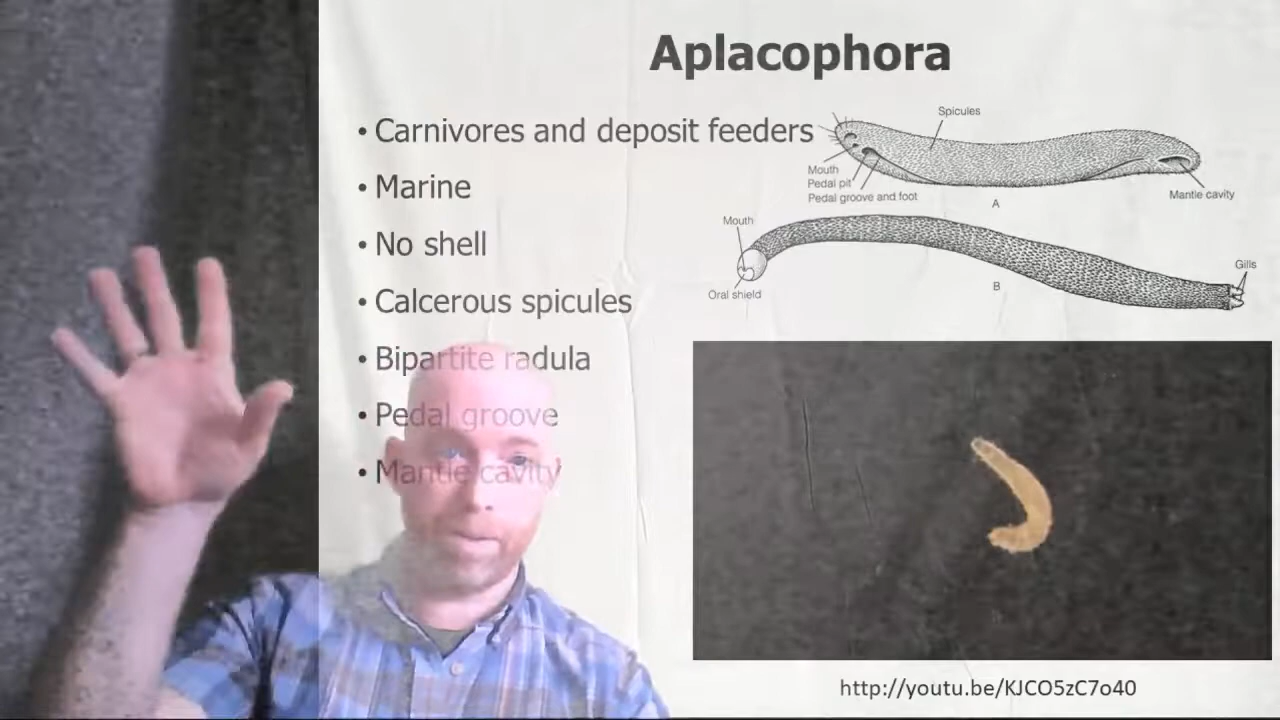 Aplacophora
• Carnivores and deposit feeders
• Marine
• No shell
• Calcerous spicules
• Bipartite radula
• Pedal groove
• Mantle cavity
Spicules
Mouth
Pedal pit
Pedal groove and foot
Mantle cavity
A
Mouth
Gills
B
Oral shield
http://youtu.be/KJCO5zC7o40